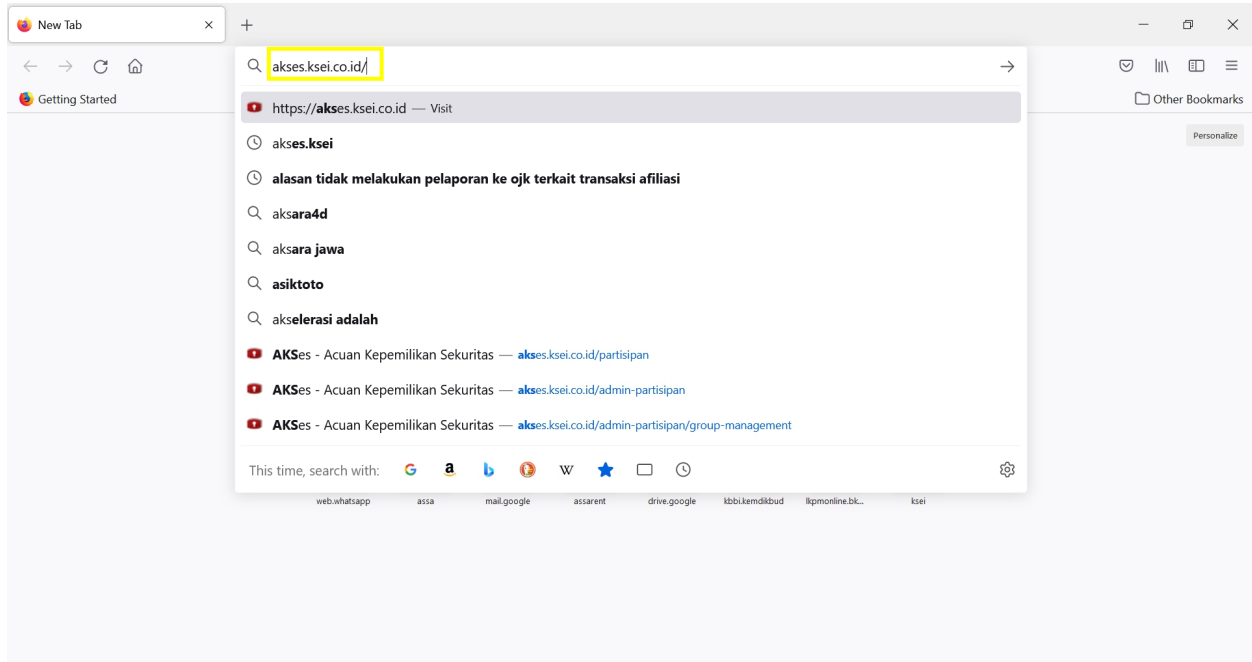 New Tab
akses.ksei.co.id/
Getting Started
Other Bookmarks
https://akses.ksei.co.id — Visit
Personalize
akses.ksei
alasan tidak melakukan pelaporan ke ojk terkait transaksi afiliasi
aksara4d
aksara jawa
asiktoto
akselerasi adalah
AKSes - Acuan Kepemilikan Sekuritas — akses.ksei.co.id/partisipan
AKSes - Acuan Kepemilikan Sekuritas — akses.ksei.co.id/admin-partisipan
AKSes - Acuan Kepemilikan Sekuritas — akses.ksei.co.id/admin-partisipan/group-management
This time, search with:
web.whatsapp assa mail.google assarent drive.google kbbi.kemdikbud lkpmonline.bk... ksei